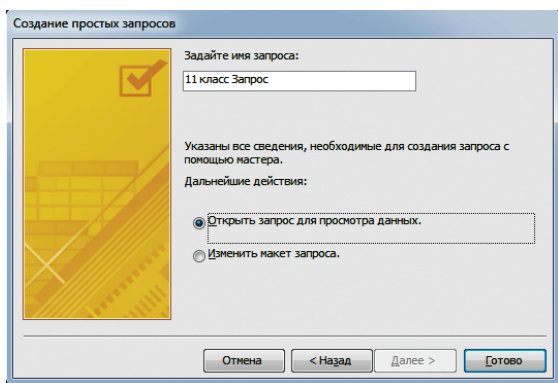 Создание простых запросов
Задайте имя запроса:
11 класс Запрос
Указаны все сведения, необходимые для создания запроса с
помощью мастера.
Дальнейшие действия:
Открыть запрос для просмотра данных.
Изменить макет запроса.
Отмена
< Назад
Далее >
Готово